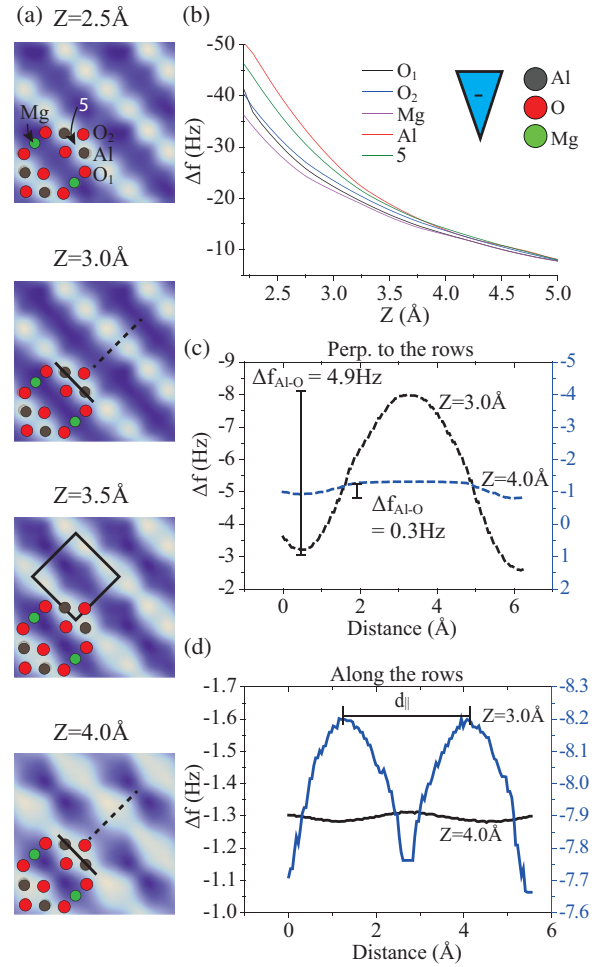 (a)
Z=2.5Å
Mg
5
O2
Al
O1
Z=3.0Å
Z=3.5Å
Z=4.0Å
(b)
-50
-40
-30
-20
-10
Δf (Hz)
2.5 3.0 3.5 4.0 4.5 5.0
Z (Å)
O1
O2
Mg
Al
5
-
Al
O
Mg
(c)
Perp. to the rows
-9
-8
-7
-6
-5
-4
-3
-2
Δf (Hz)
ΔfAl-O = 4.9Hz
Z=3.0Å
Z=4.0Å
ΔfAl-O
= 0.3Hz
-5
-4
-3
-2
-1
0
1
2
0 2 4 6
Distance (Å)
(d)
Along the rows
-1.7
-1.6
-1.5
-1.4
-1.3
-1.2
-1.1
-1.0
Δf (Hz)
d||
Z=3.0Å
Z=4.0Å
-8.3
-8.2
-8.1
-8.0
-7.9
-7.8
-7.7
-7.6
0 2 4 6
Distance (Å)